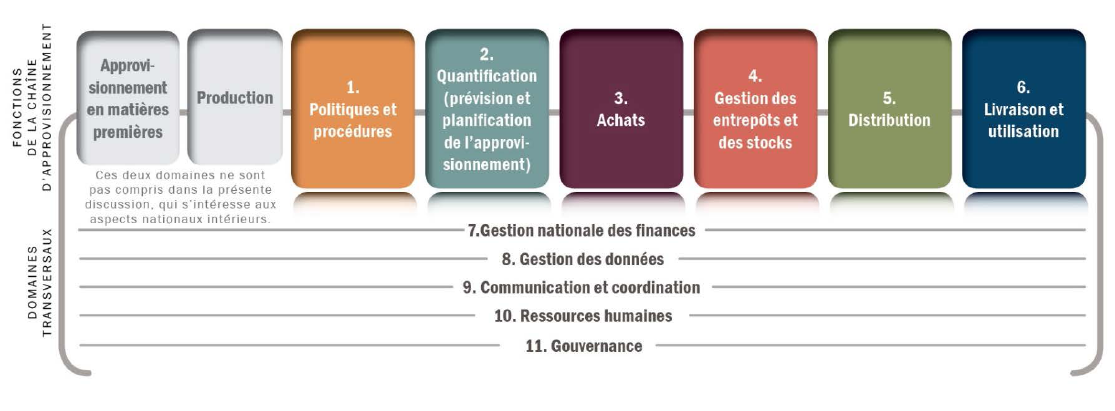 FONCTIONS
DE LA CHAÎNE
D'APPROVISIONNEMENT
Approvi-
sionnement
en matières
premières
Production
1.
Politiques et
procédures
2.
Quantification
(prévision et
planification
de l'approvi-
sionnement)
3.
Achats
4.
Gestion des
entrepôts et
des stocks
5.
Distribution
6.
Livraison et
utilisation
Ces deux domaines ne sont
pas compris dans la présente
discussion, qui s'intéresse aux
aspects nationaux intérieurs.
DOMAINES
TRANSVERSAUX
7.Gestion nationale des finances
8. Gestion des données
9. Communication et coordination
10. Ressources humaines
11. Gouvernance